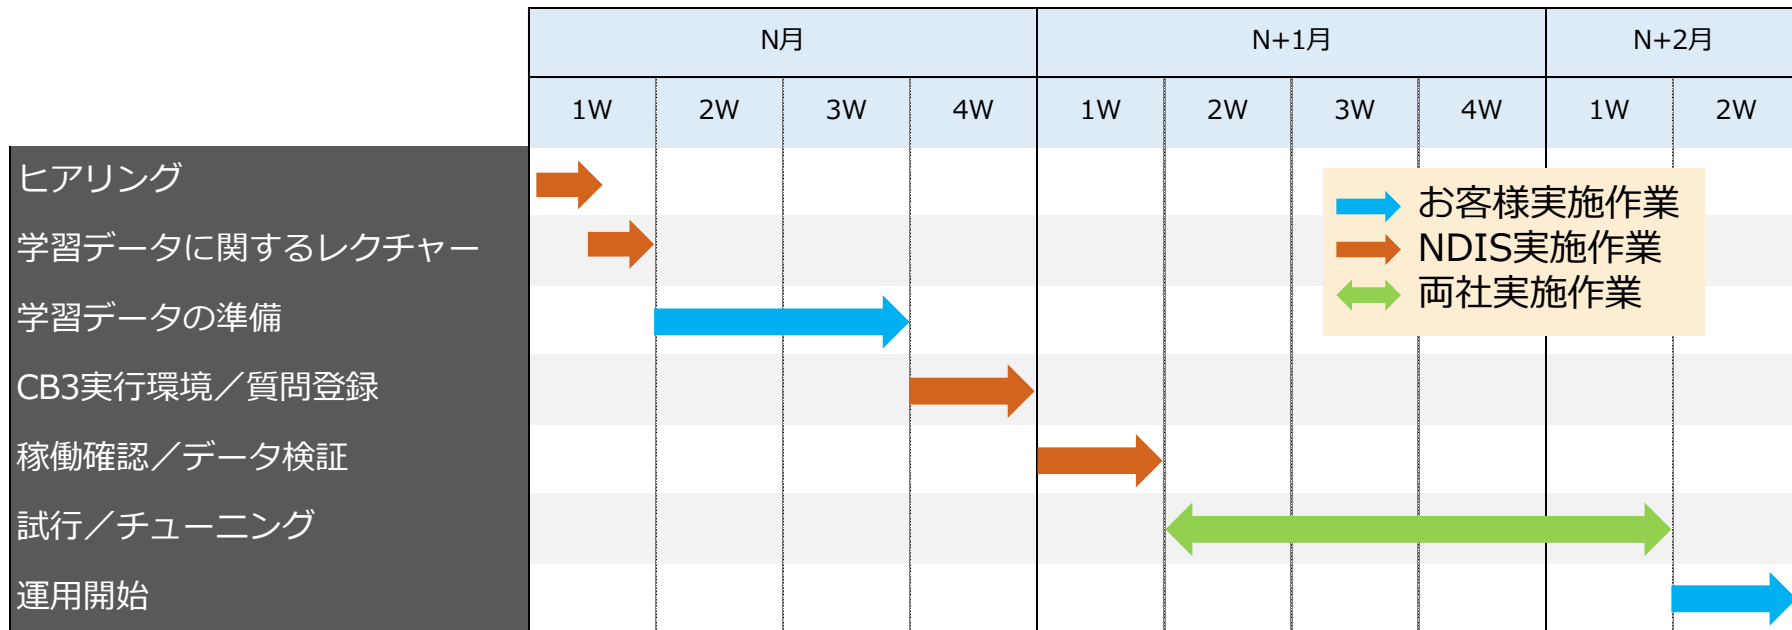 N月 N+1月 N+2月
1W 2W 3W 4W 1W 2W 3W 4W 1W 2W
ヒアリング
学習データに関するレクチャー
学習データの準備
CB3実行環境／質問登録
稼働確認／データ検証
試行／チューニング
運用開始
お客様実施作業
NDIS実施作業
両社実施作業